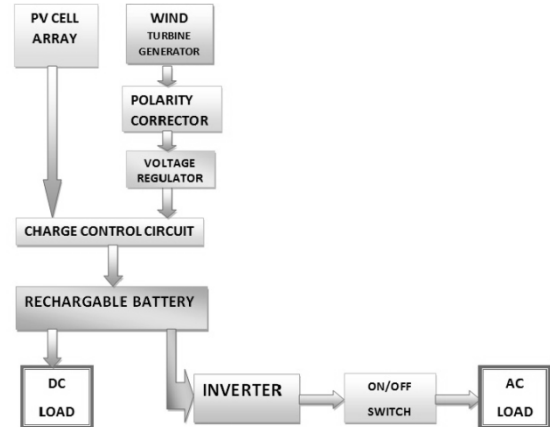 PV CELL
ARRAY
WIND
TURBINE
GENERATOR
POLARITY
CORRECTOR
VOLTAGE
REGULATOR
CHARGE CONTROL CIRCUIT
RECHARGABLE BATTERY
DC
LOAD
INVERTER
ON/OFF
SWITCH
AC
LOAD